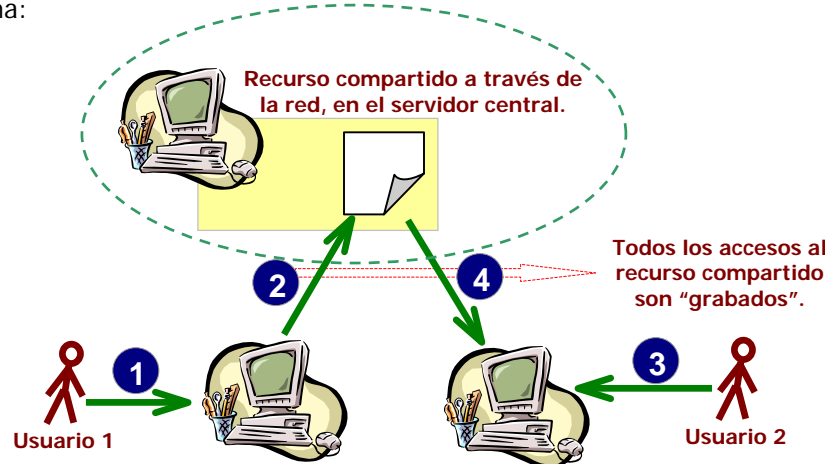 na:
Recurso compartido a través de
la red, en el servidor central.
Todos los accesos al
recurso compartido
son “grabados”.
2
4
1
3
Usuario 1
Usuario 2